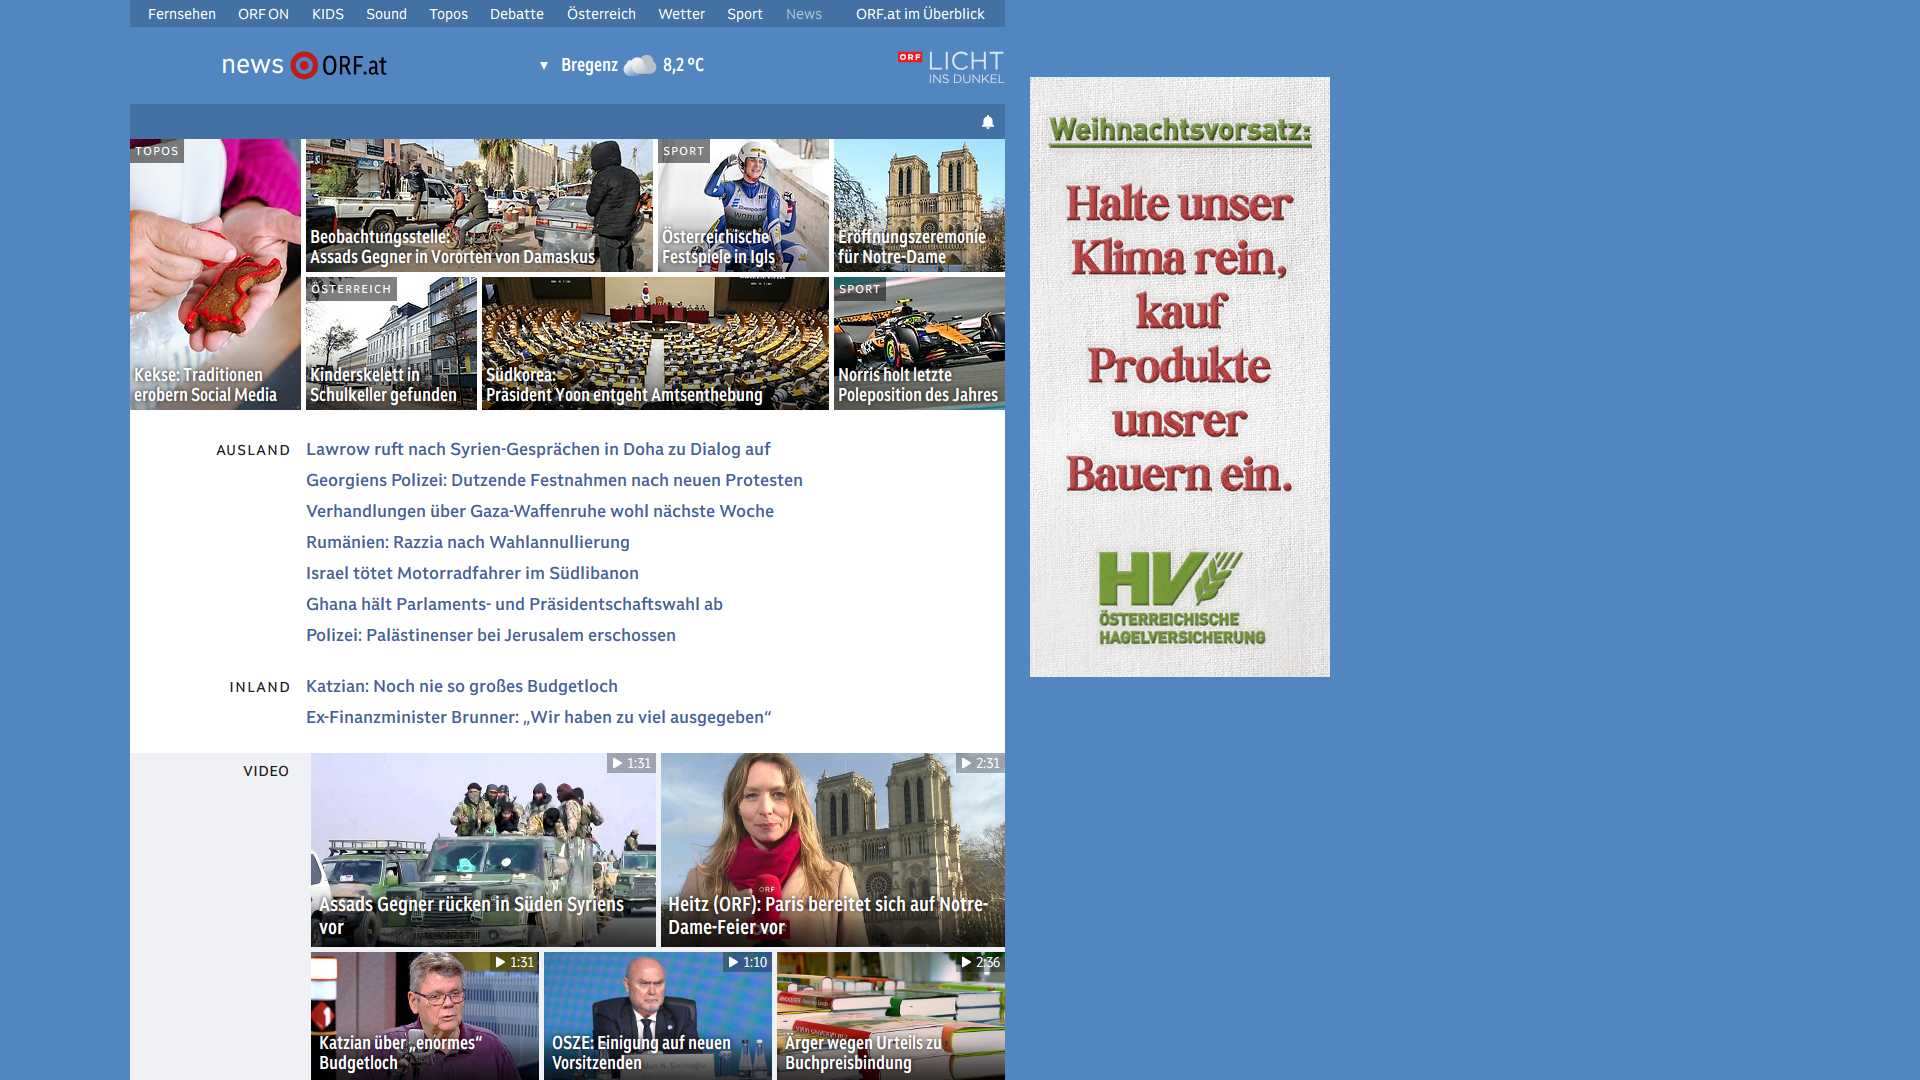 Fernsehen ORF ON KIDS Sound Topos Debatte Österreich Wetter Sport News ORF.at im Überblick
news ORF.at
Bregenz 8,2 °C
ORF LICHT
INS DUNKEL
TOPOS
Kekse: Traditionen
erobern Social Media
Beobachtungsstelle:
Assads Gegner in Vororten von Damaskus
SPORT
Österreichische
Festspiele in Igls
Eröffnungszeremonie
für Notre-Dame
ÖSTERREICH
Kinderskelett in
Schulkeller gefunden
Südkorea:
Präsident Yoon entgeht Amtsenthebung
SPORT
Norris holt letzte
Poleposition des Jahres
AUSLAND
Lawrow ruft nach Syrien-Gesprächen in Doha zu Dialog auf
Georgiens Polizei: Dutzende Festnahmen nach neuen Protesten
Verhandlungen über Gaza-Waffenruhe wohl nächste Woche
Rumänien: Razzia nach Wahlannullierung
Israel tötet Motorradfahrer im Südlibanon
Ghana hält Parlaments- und Präsidentschaftswahl ab
Polizei: Palästinenser bei Jerusalem erschossen
INLAND
Katzian: Noch nie so großes Budgetloch
Ex-Finanzminister Brunner: „Wir haben zu viel ausgegeben“
VIDEO
1:31
Assads Gegner rücken in Süden Syriens
vor
2:31
ORF
Heitz (ORF): Paris bereitet sich auf Notre-
Dame-Feier vor
1:31
Katzian über „enormes“
Budgetloch
1:10
OSZE: Einigung auf neuen
Vorsitzenden
2:36
Ärger wegen Urteils zu
Buchpreisbindung
Weihnachtsvorsatz:
Halte unser
Klima rein,
kauf
Produkte
unsrer
Bauern ein.
HV
ÖSTERREICHISCHE
HAGELVERSICHERUNG